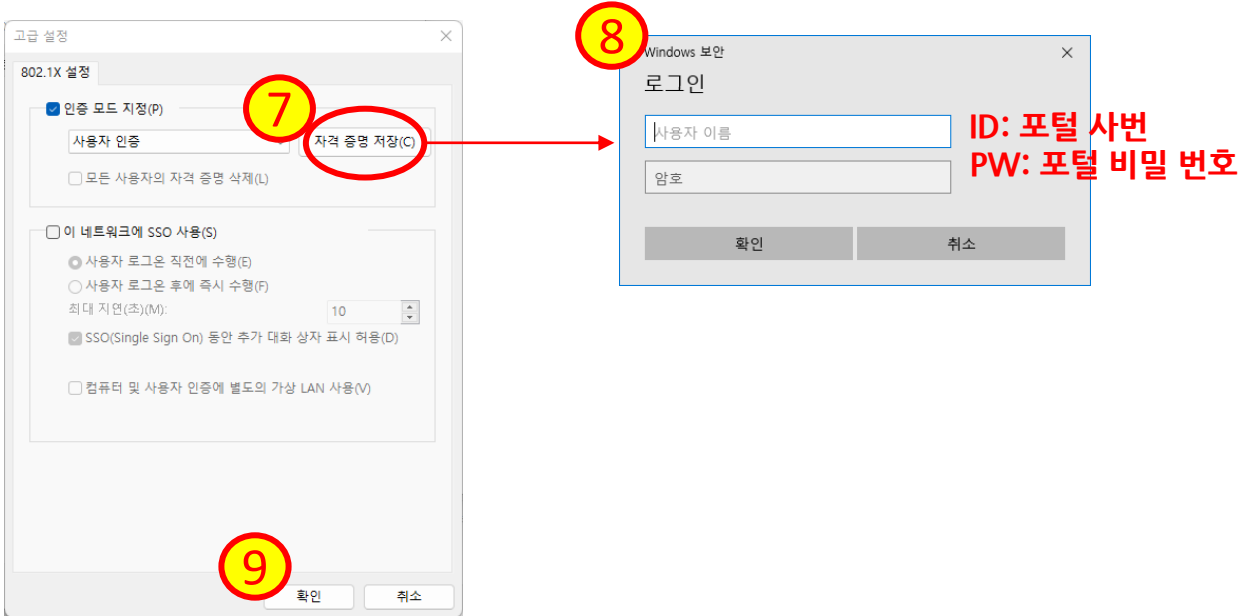 고급 설정
802.1X 설정
인증 모드 지정(P)
7
사용자 인증
자격 증명 저장(C)
모든 사용자의 자격 증명 삭제(L)
이 네트워크에 SSO 사용(S)
사용자 로그온 직전에 수행(E)
사용자 로그온 후에 즉시 수행(F)
최대 지연(초)(M):
10
SSO(Single Sign On) 동안 추가 대화 상자 표시 허용(D)
컴퓨터 및 사용자 인증에 별도의 가상 LAN 사용(V)
9
확인
취소
8
Windows 보안
로그인
사용자 이름
암호
확인
취소
ID: 포털 사번
PW: 포털 비밀 번호